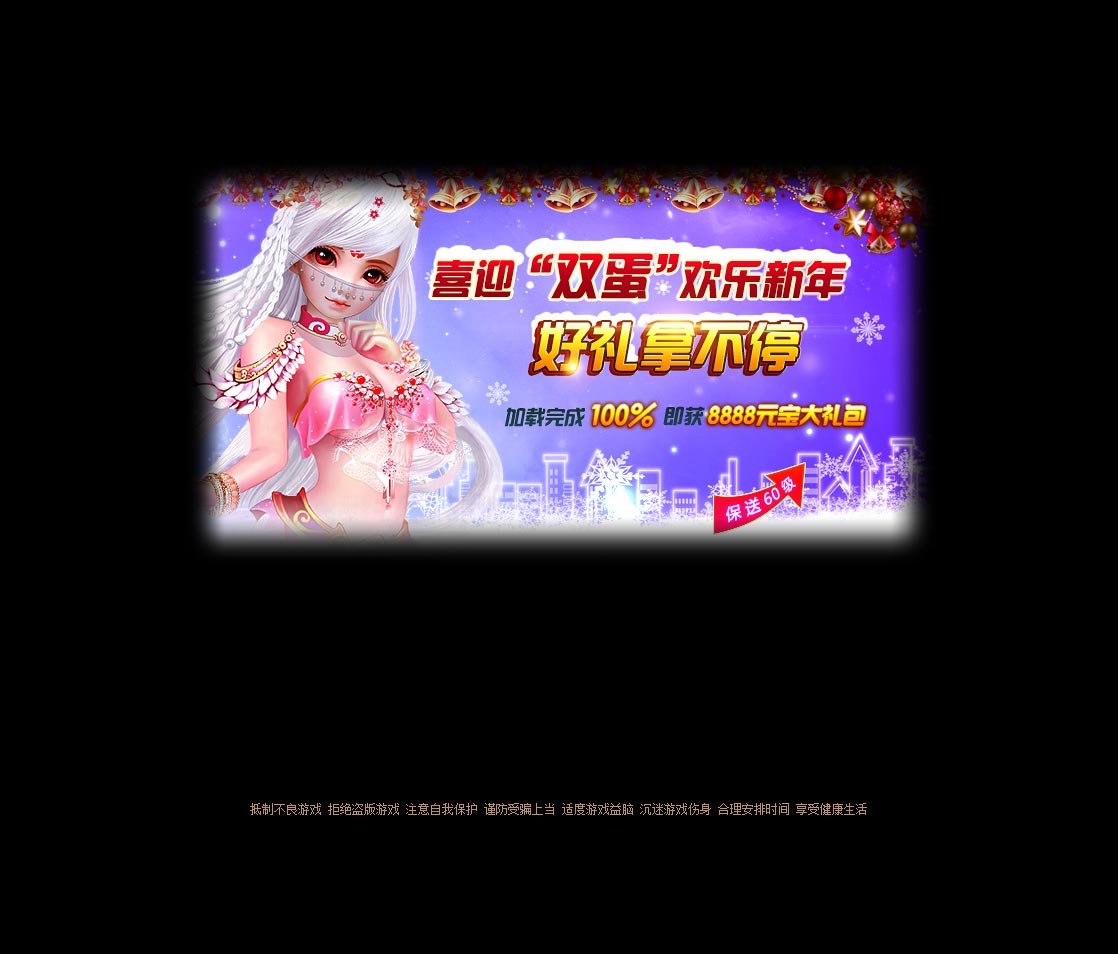 喜迎“双蛋”欢乐新年
好礼拿不停
加载完成 100% 即获 8888元宝大礼包
保送60级
抵制不良游戏 拒绝盗版游戏 注意自我保护 谨防受骗上当 适度游戏益脑 沉迷游戏伤身 合理安排时间 享受健康生活